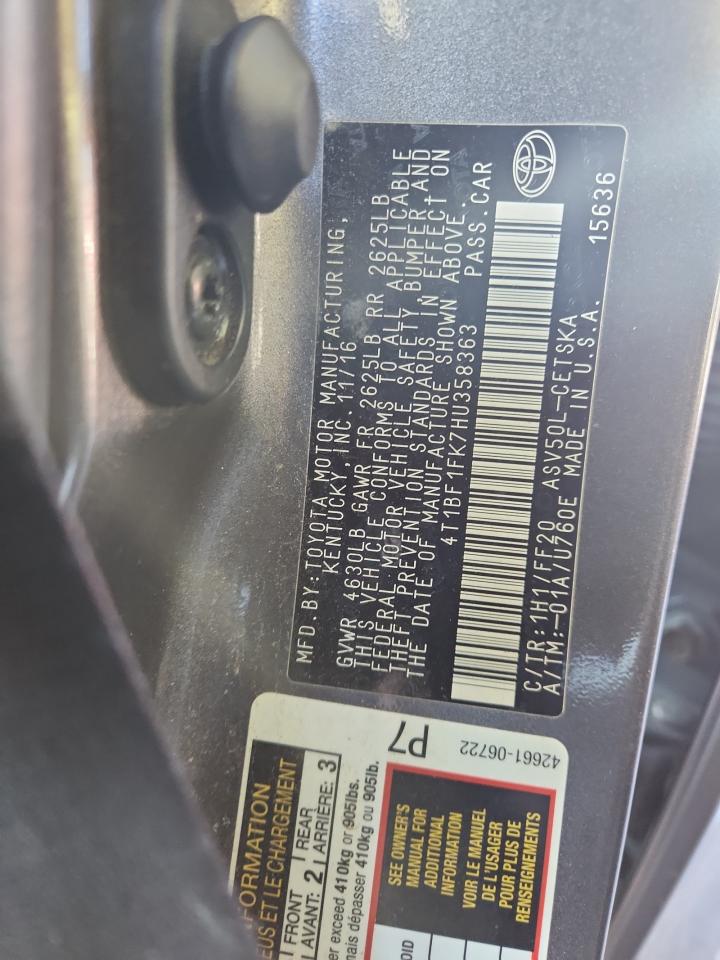 MFD.BY:TOYOTA MOTOR MANUFACTURING,
KENTUCKY,INC. 11/16
GVWR 4630LB GAWR FR 2625LB RR 2625LB
THIS VEHICLE CONFORMS TO ALL APPLICABLE
FEDERAL MOTOR VEHICLE SAFETY,BUMPER,AND
THEFT PREVENTION STANDARDS IN EFFECT ON
THE DATE OF MANUFACTURE SHOWN ABOVE.
4T1BF1FK7HU358363 PASS.CAR
C/TR:1H1/FF20 ASV50L-CETSKA
A/TM:-01A/U760E MADE IN U.S.A. 15636
P7
42661-06722
EUS ET LE CHARGEMENT
FRONT REAR 3
LAVANT: 2 LARRIÈRE:
exceed 410kg or 905lbs.
dépasser 410kg ou 905lb.
SEE OWNER'S
MANUAL FOR
ADDITIONAL
INFORMATION
VOIR LE MANUEL
DE L'USAGER
POUR PLUS DE
RENSEIGNEMENTS